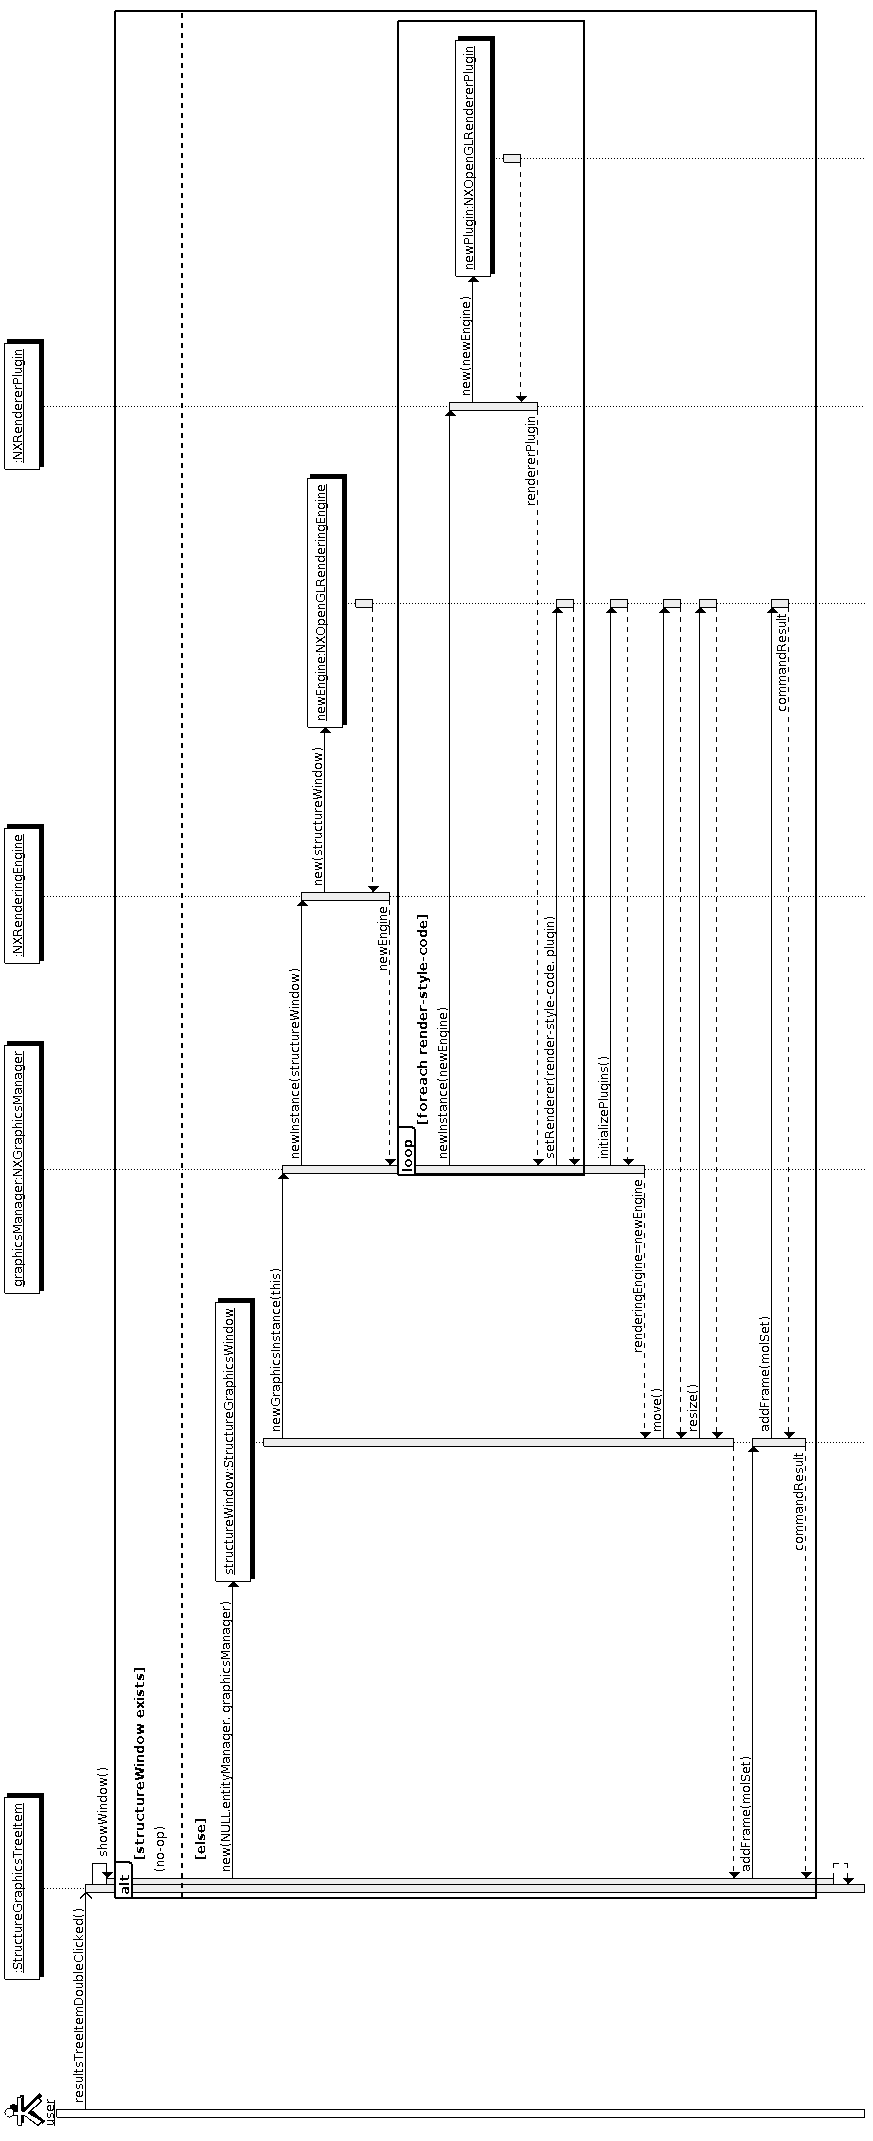 user
:StructureGraphicsTreeItem
graphicsManager:NXGraphicsManager
:NXRenderingEngine
:NXRendererPlugin
resultsTreeItemDoubleClicked()
showWindow()
alt
[structureWindow exists]
(no-op)
[else]
new(NULL,entityManager, graphicsManager)
structureWindow:StructureGraphicsWindow
newGraphicsInstance(this)
newInstance(structureWindow)
new(structureWindow)
newEngine:NXOpenGLRenderingEngine
newEngine
loop
[foreach render-style-code]
newInstance(newEngine)
new(newEngine)
newPlugin:NXOpenGLRendererPlugin
rendererPlugin
setRenderer(render-style-code, plugin)
initializePlugins()
renderingEngine=newEngine
move()
resize()
addFrame(molSet)
addFrame(molSet)
commandResult
commandResult